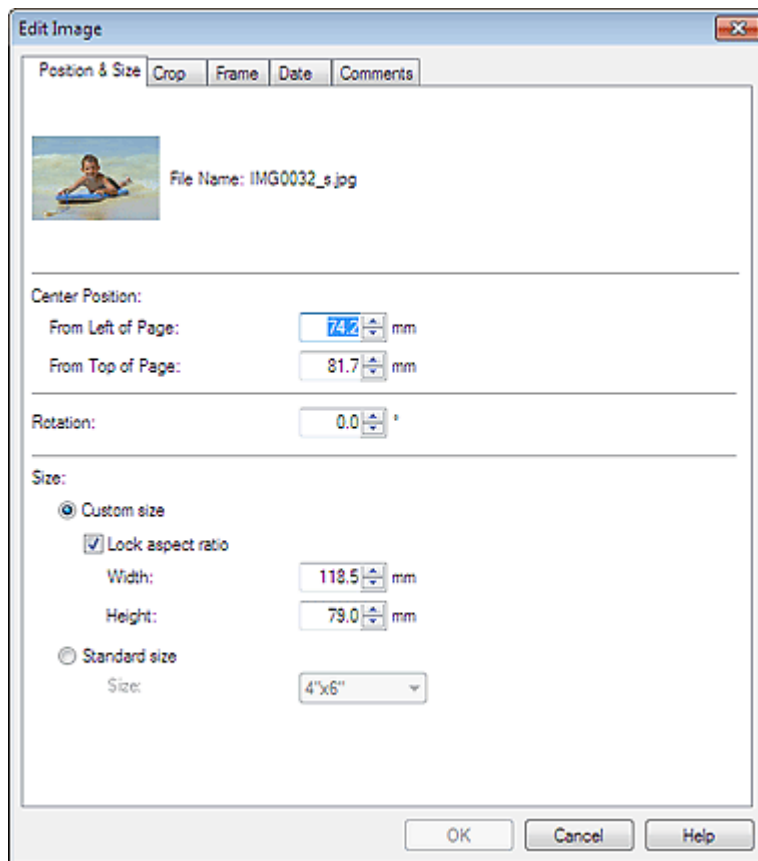 Edit Image
Position & Size Crop Frame Date Comments
File Name: IMG0032_s.jpg
Center Position:
From Left of Page: 74.2 mm
From Top of Page: 81.7 mm
Rotation: 0.0 °
Size:
Custom size
Lock aspect ratio
Width: 118.5 mm
Height: 79.0 mm
Standard size
Size: 4"x6"
OK Cancel Help